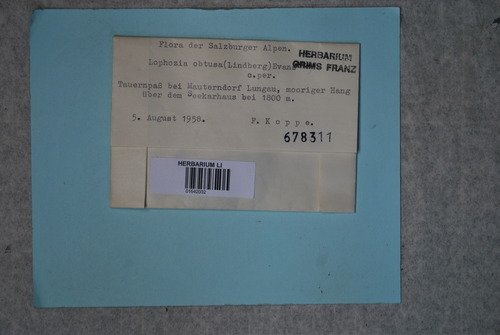 Flora der Salzburger Alpen.
HERBARIUM
GRIMS FRANZ
Lophozia obtusa(Lindberg)Evans
c.per.
Tauernpaß bei Mauterndorf Lungau, mooriger Hang
über dem Seekarhaus bei 1800 m.
5. August 1958. F. Koppe.
678311
HERBARIUM LI
01642032